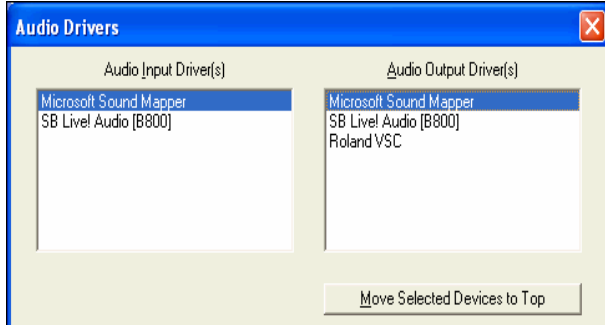 Audio Drivers
Audio Input Driver(s)
Microsoft Sound Mapper
SB Live! Audio [B800]
Audio Output Driver(s)
Microsoft Sound Mapper
SB Live! Audio [B800]
Roland VSC
Move Selected Devices to Top